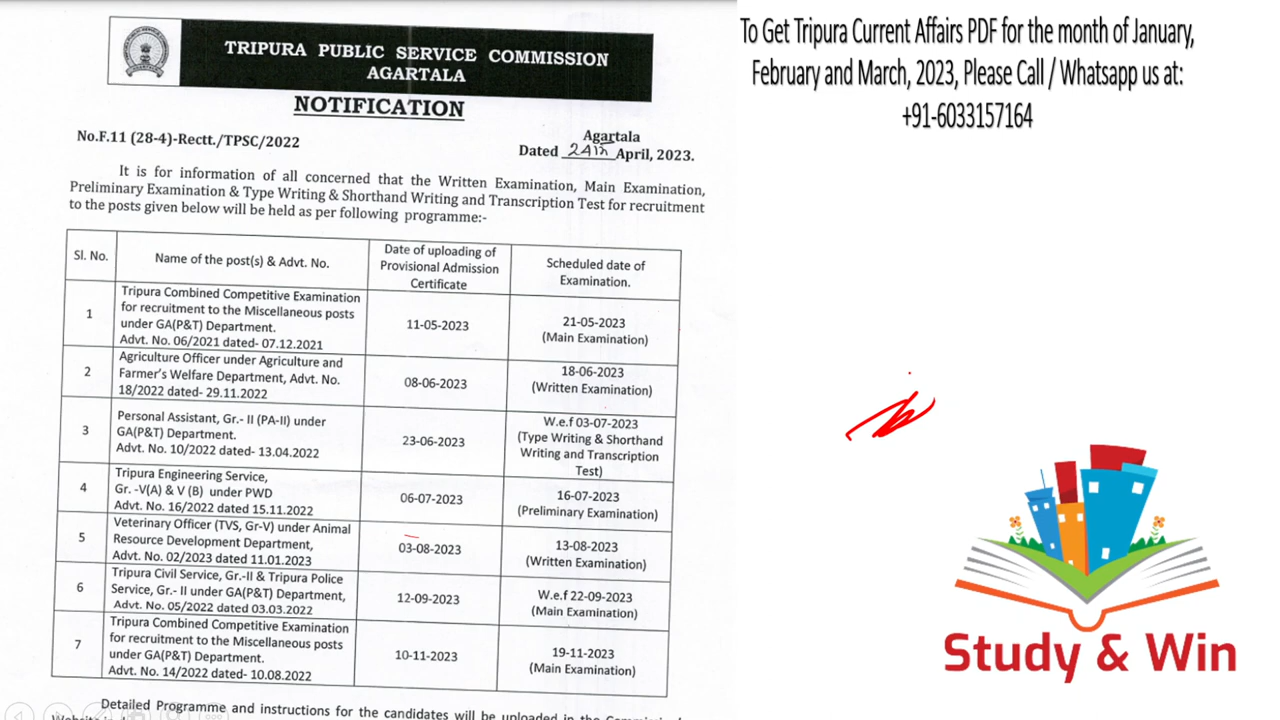 TRIPURA PUBLIC SERVICE COMMISSION
AGARTALA
NOTIFICATION
No.F.11 (28-4)-Rectt./TPSC/2022
Agartala
Dated 24th April, 2023.
It is for information of all concerned that the Written Examination, Main Examination,
Preliminary Examination & Type Writing & Shorthand Writing and Transcription Test for recruitment
to the posts given below will be held as per following programme:-
Sl. No.
Name of the post(s) & Advt. No.
Date of uploading of
Provisional Admission
Certificate
Scheduled date of
Examination.
1
Tripura Combined Competitive Examination
for recruitment to the Miscellaneous posts
under GA(P&T) Department.
Advt. No. 06/2021 dated- 07.12.2021
11-05-2023
21-05-2023
(Main Examination)
2
Agriculture Officer under Agriculture and
Farmer's Welfare Department, Advt. No.
18/2022 dated- 29.11.2022
08-06-2023
18-06-2023
(Written Examination)
3
Personal Assistant, Gr.- II (PA-II) under
GA(P&T) Department.
Advt. No. 10/2022 dated- 13.04.2022
23-06-2023
W.e.f 03-07-2023
(Type Writing & Shorthand
Writing and Transcription
Test)
4
Tripura Engineering Service,
Gr. -V(A) & V (B) under PWD
Advt. No. 16/2022 dated 15.11.2022
06-07-2023
16-07-2023
(Preliminary Examination)
5
Veterinary Officer (TVS, Gr-V) under Animal
Resource Development Department,
Advt. No. 02/2023 dated 11.01.2023
03-08-2023
13-08-2023
(Written Examination)
6
Tripura Civil Service, Gr.-II & Tripura Police
Service, Gr.- II under GA(P&T) Department,
Advt. No. 05/2022 dated 03.03.2022
12-09-2023
W.e.f 22-09-2023
(Main Examination)
7
Tripura Combined Competitive Examination
for recruitment to the Miscellaneous posts
under GA(P&T) Department.
Advt. No. 14/2022 dated- 10.08.2022
10-11-2023
19-11-2023
(Main Examination)
Detailed Programme and instructions for the candidates will be uploaded in the
To Get Tripura Current Affairs PDF for the month of January,
February and March, 2023, Please Call / Whatsapp us at:
+91-6033157164
Study & Win